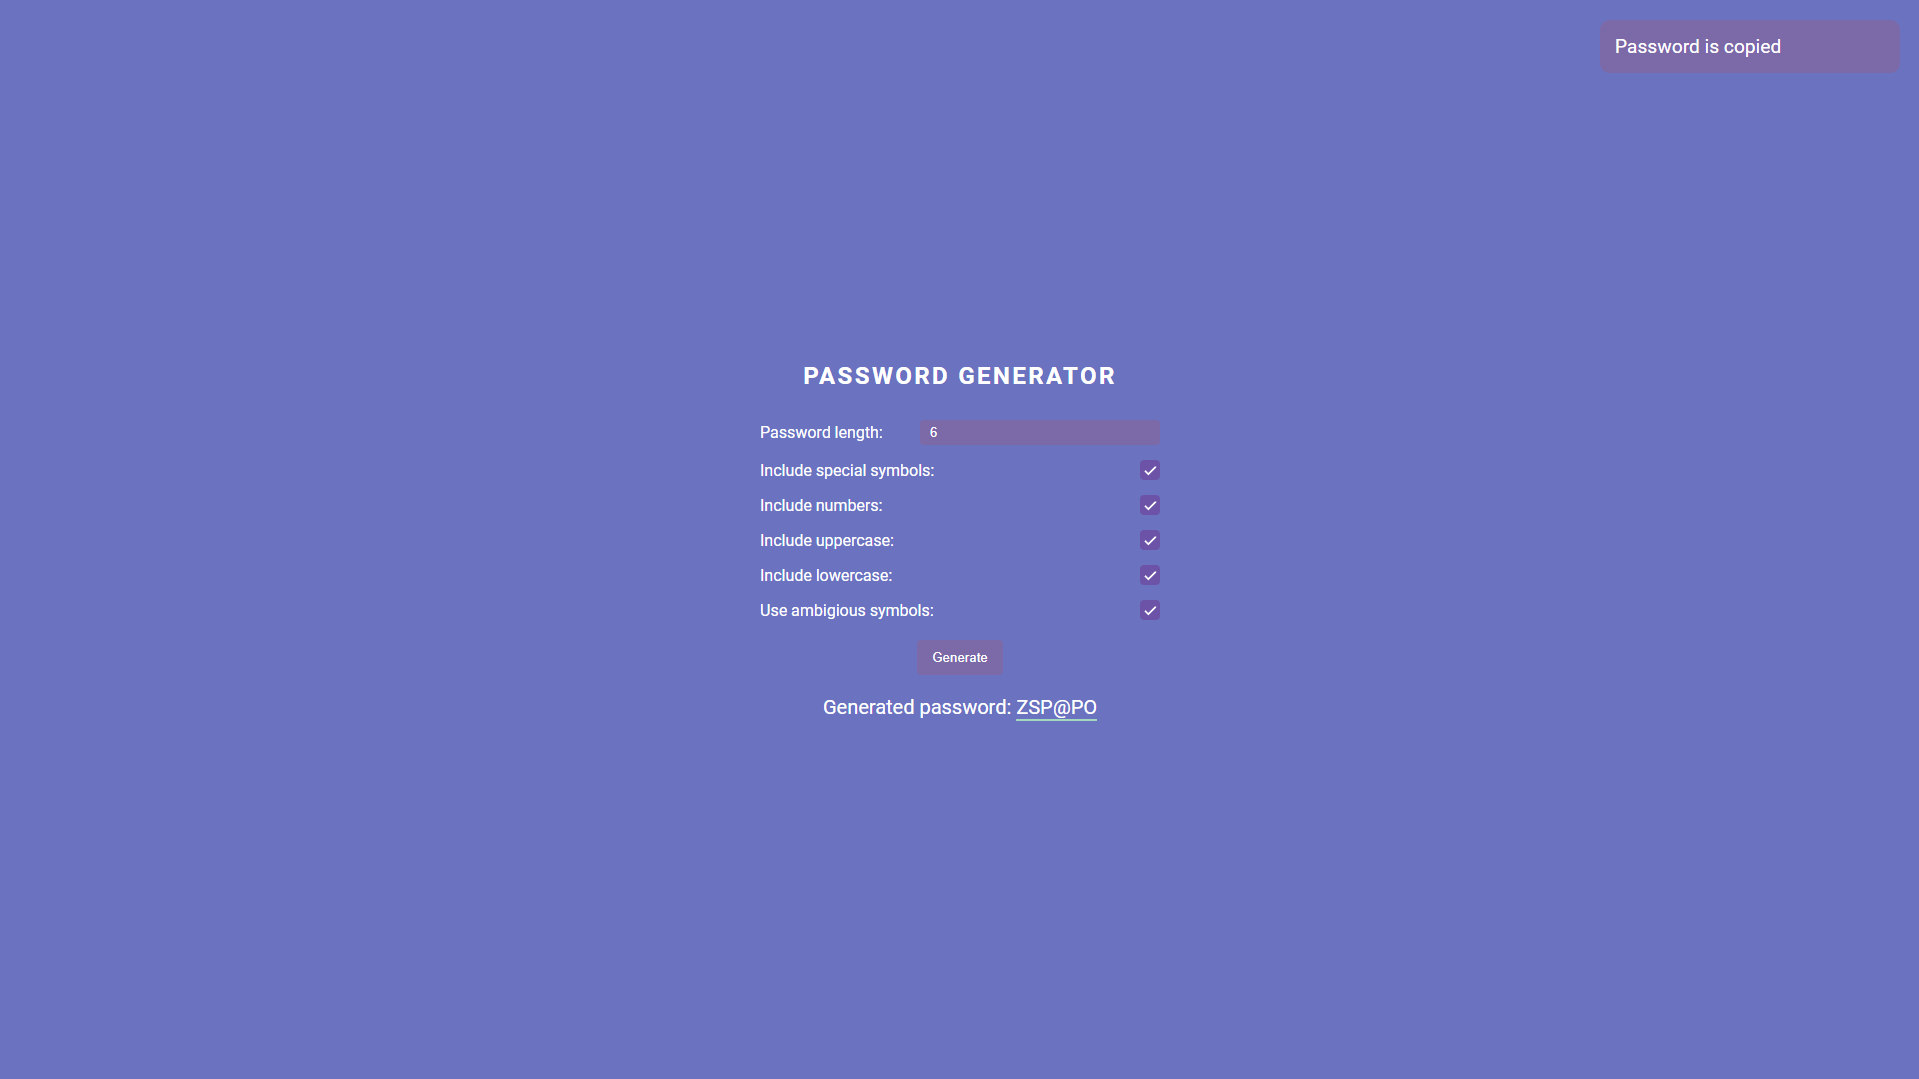 Password is copied
PASSWORD GENERATOR
Password length: 6
Include special symbols:
Include numbers:
Include uppercase:
Include lowercase:
Use ambigious symbols:
Generate
Generated password: ZSP@PO